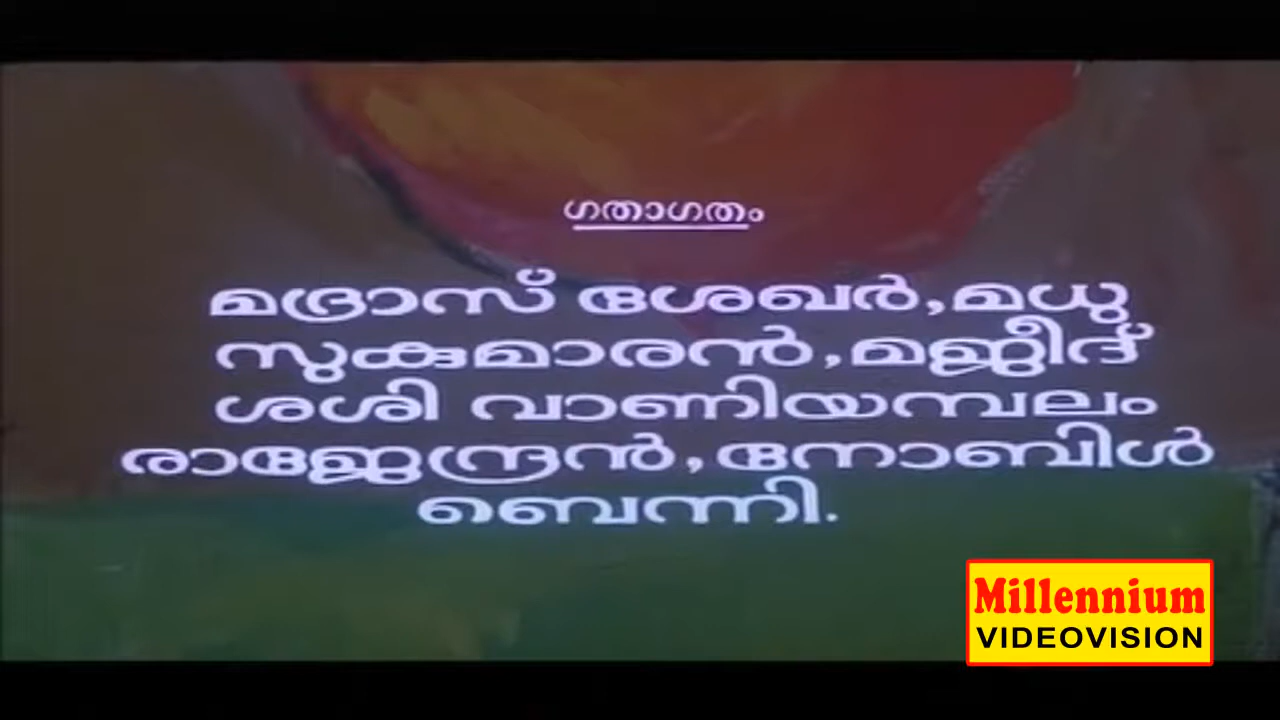 ഗതാഗതം
മദ്രാസ് ശേഖർ,മധു
സുകുമാരൻ,മജീദ്
ശശി വാണിയമ്പലം
രാജേന്ദ്രൻ,നോബിൾ
ബെന്നി.
Millennium
VIDEOVISION